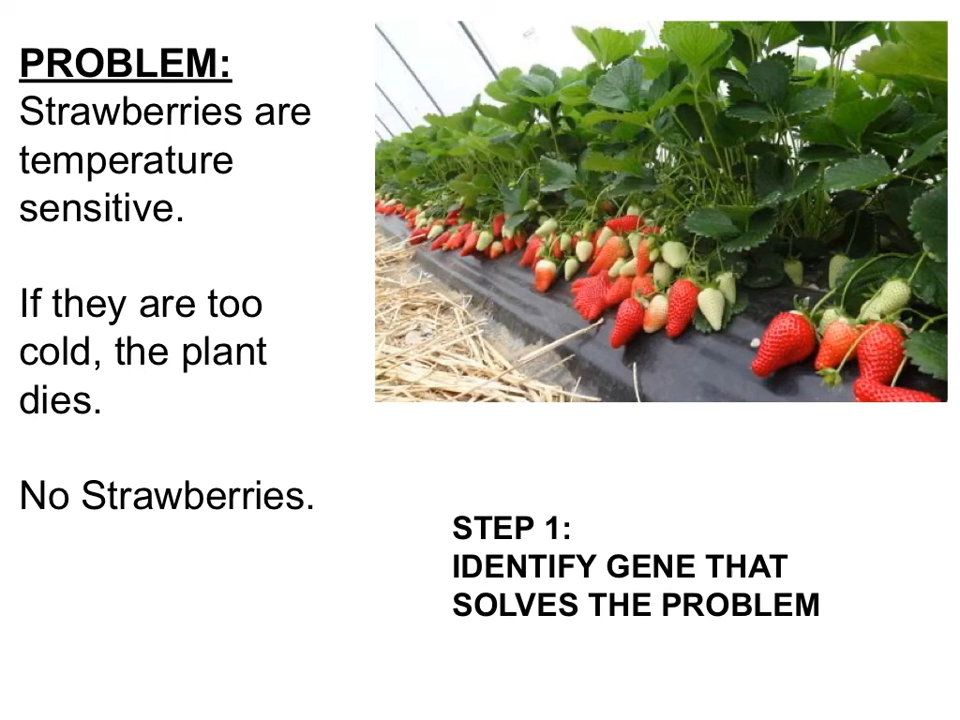 PROBLEM:
Strawberries are
temperature
sensitive.
If they are too
cold, the plant
dies.
No Strawberries.
STEP 1:
IDENTIFY GENE THAT
SOLVES THE PROBLEM